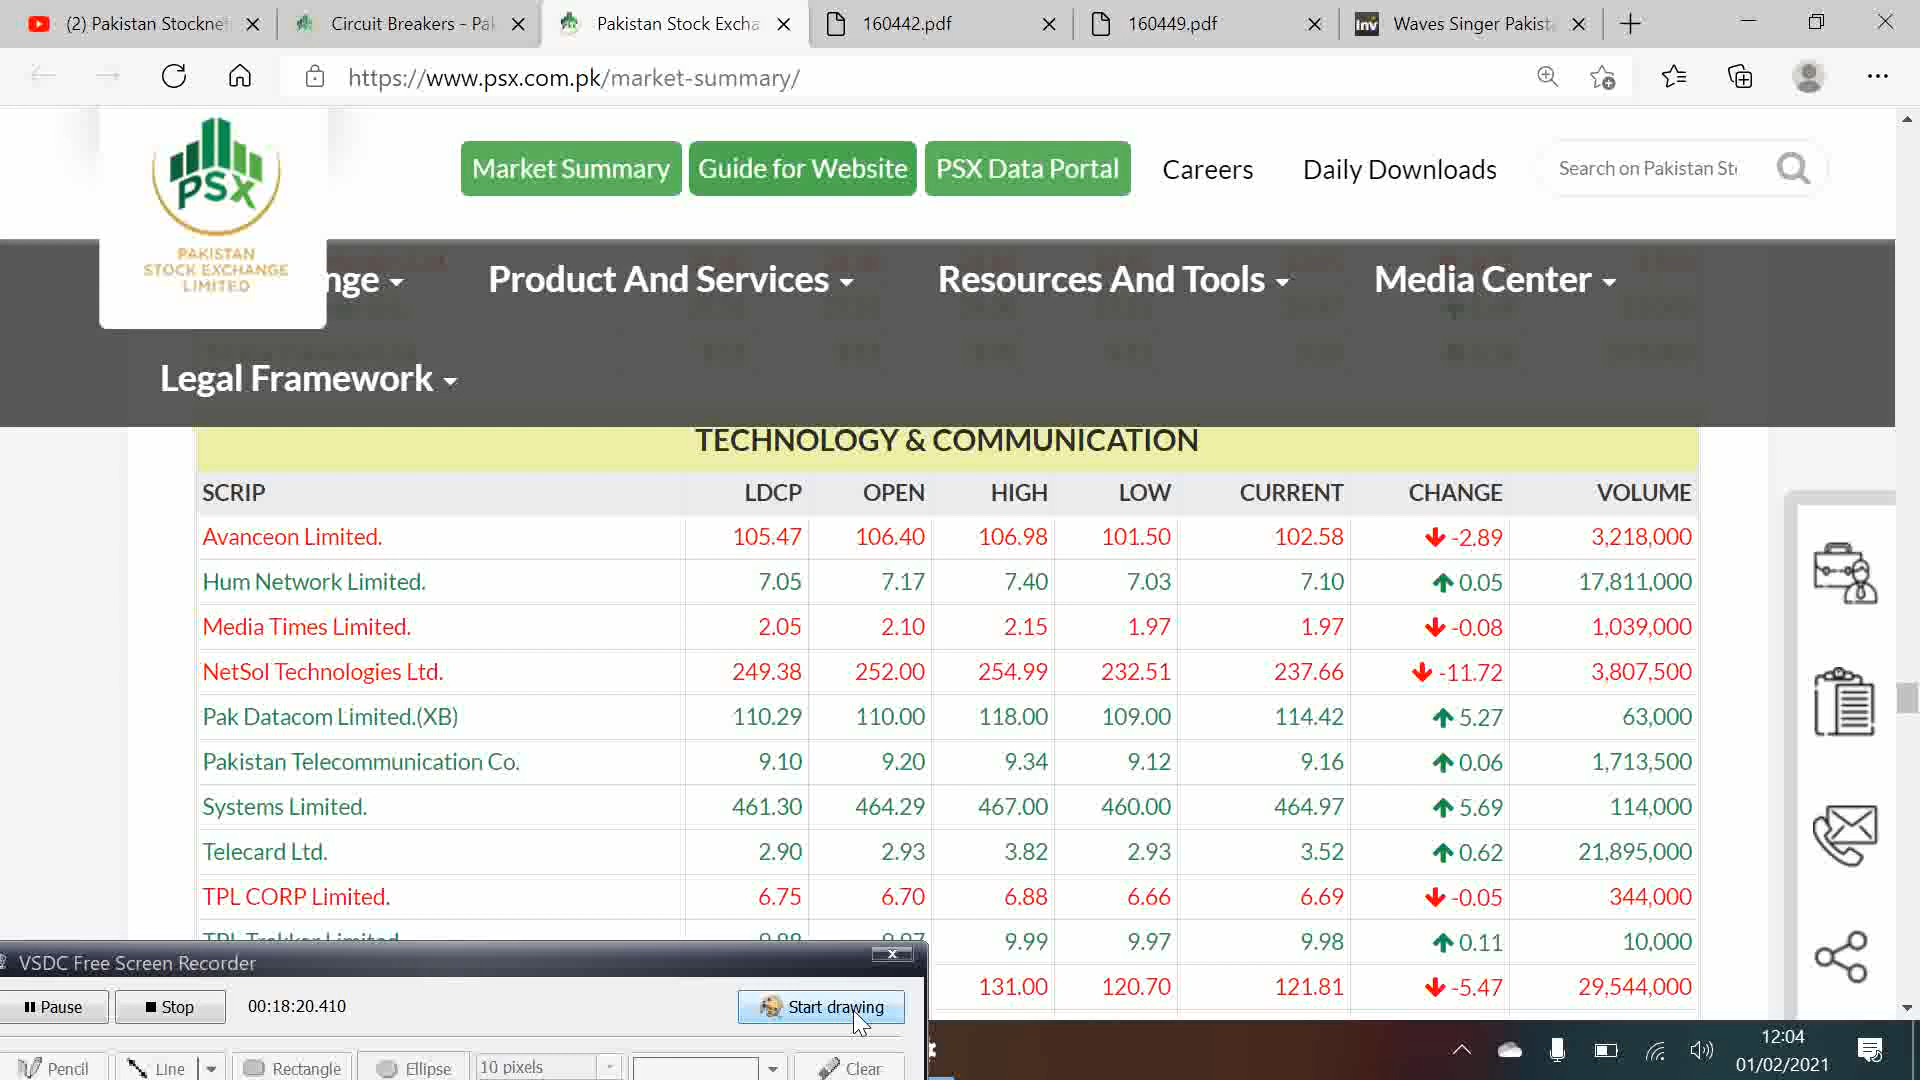 (2) Pakistan Stockne
Circuit Breakers - Pak
Pakistan Stock Excha
160442.pdf
160449.pdf
Inv
Waves Singer Pakist
https://www.psx.com.pk/market-summary/
PSX
PAKISTAN
STOCK EXCHANGE
LIMITED
Market Summary
Guide for Website
PSX Data Portal
Careers
Daily Downloads
Search on Pakistan Sto
nge
Product And Services
Resources And Tools
Media Center
Legal Framework
TECHNOLOGY & COMMUNICATION
SCRIP LDCP OPEN HIGH LOW CURRENT CHANGE VOLUME
Avanceon Limited. 105.47 106.40 106.98 101.50 102.58 -2.89 3,218,000
Hum Network Limited. 7.05 7.17 7.40 7.03 7.10 0.05 17,811,000
Media Times Limited. 2.05 2.10 2.15 1.97 1.97 -0.08 1,039,000
NetSol Technologies Ltd. 249.38 252.00 254.99 232.51 237.66 -11.72 3,807,500
Pak Datacom Limited.(XB) 110.29 110.00 118.00 109.00 114.42 5.27 63,000
Pakistan Telecommunication Co. 9.10 9.20 9.34 9.12 9.16 0.06 1,713,500
Systems Limited. 461.30 464.29 467.00 460.00 464.97 5.69 114,000
Telecard Ltd. 2.90 2.93 3.82 2.93 3.52 0.62 21,895,000
TPL CORP Limited. 6.75 6.70 6.88 6.66 6.69 -0.05 344,000
TPL Trakker Limited 9.99 9.97 9.98 0.11 10,000
131.00 120.70 121.81 -5.47 29,544,000
VSDC Free Screen Recorder
Pause
Stop
00:18:20.410
Start drawing
Pencil
Line
Rectangle
Ellipse
10 pixels
Clear
12:04
01/02/2021